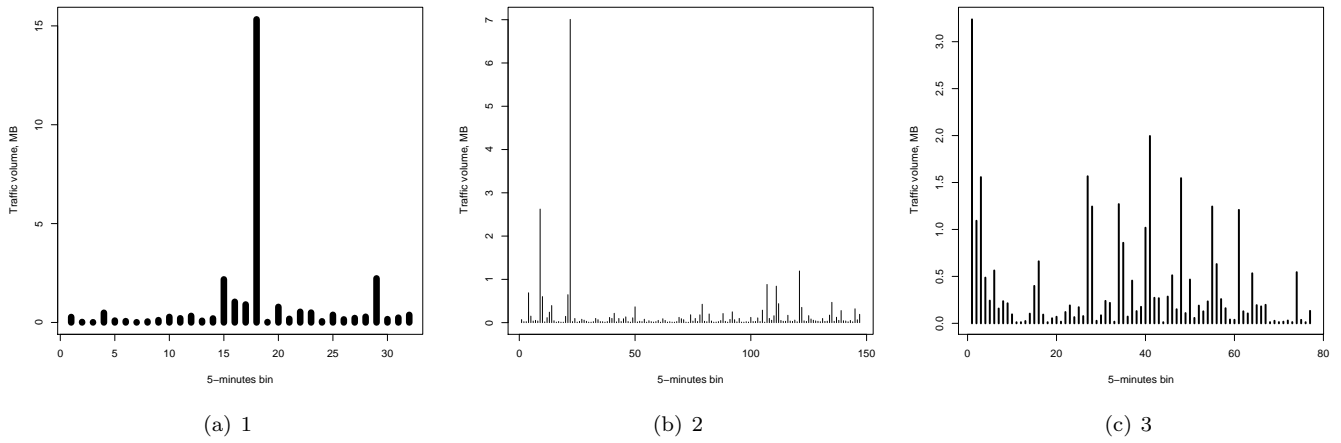 15
10
5
0
Traffic volume, MB
0 5 10 15 20 25 30
5−minutes bin
(a) 1
7
6
5
4
3
2
1
0
Traffic volume, MB
0 50 100 150
5−minutes bin
(b) 2
3.0
2.5
2.0
1.5
1.0
0.5
0.0
Traffic volume, MB
0 20 40 60 80
5−minutes bin
(c) 3